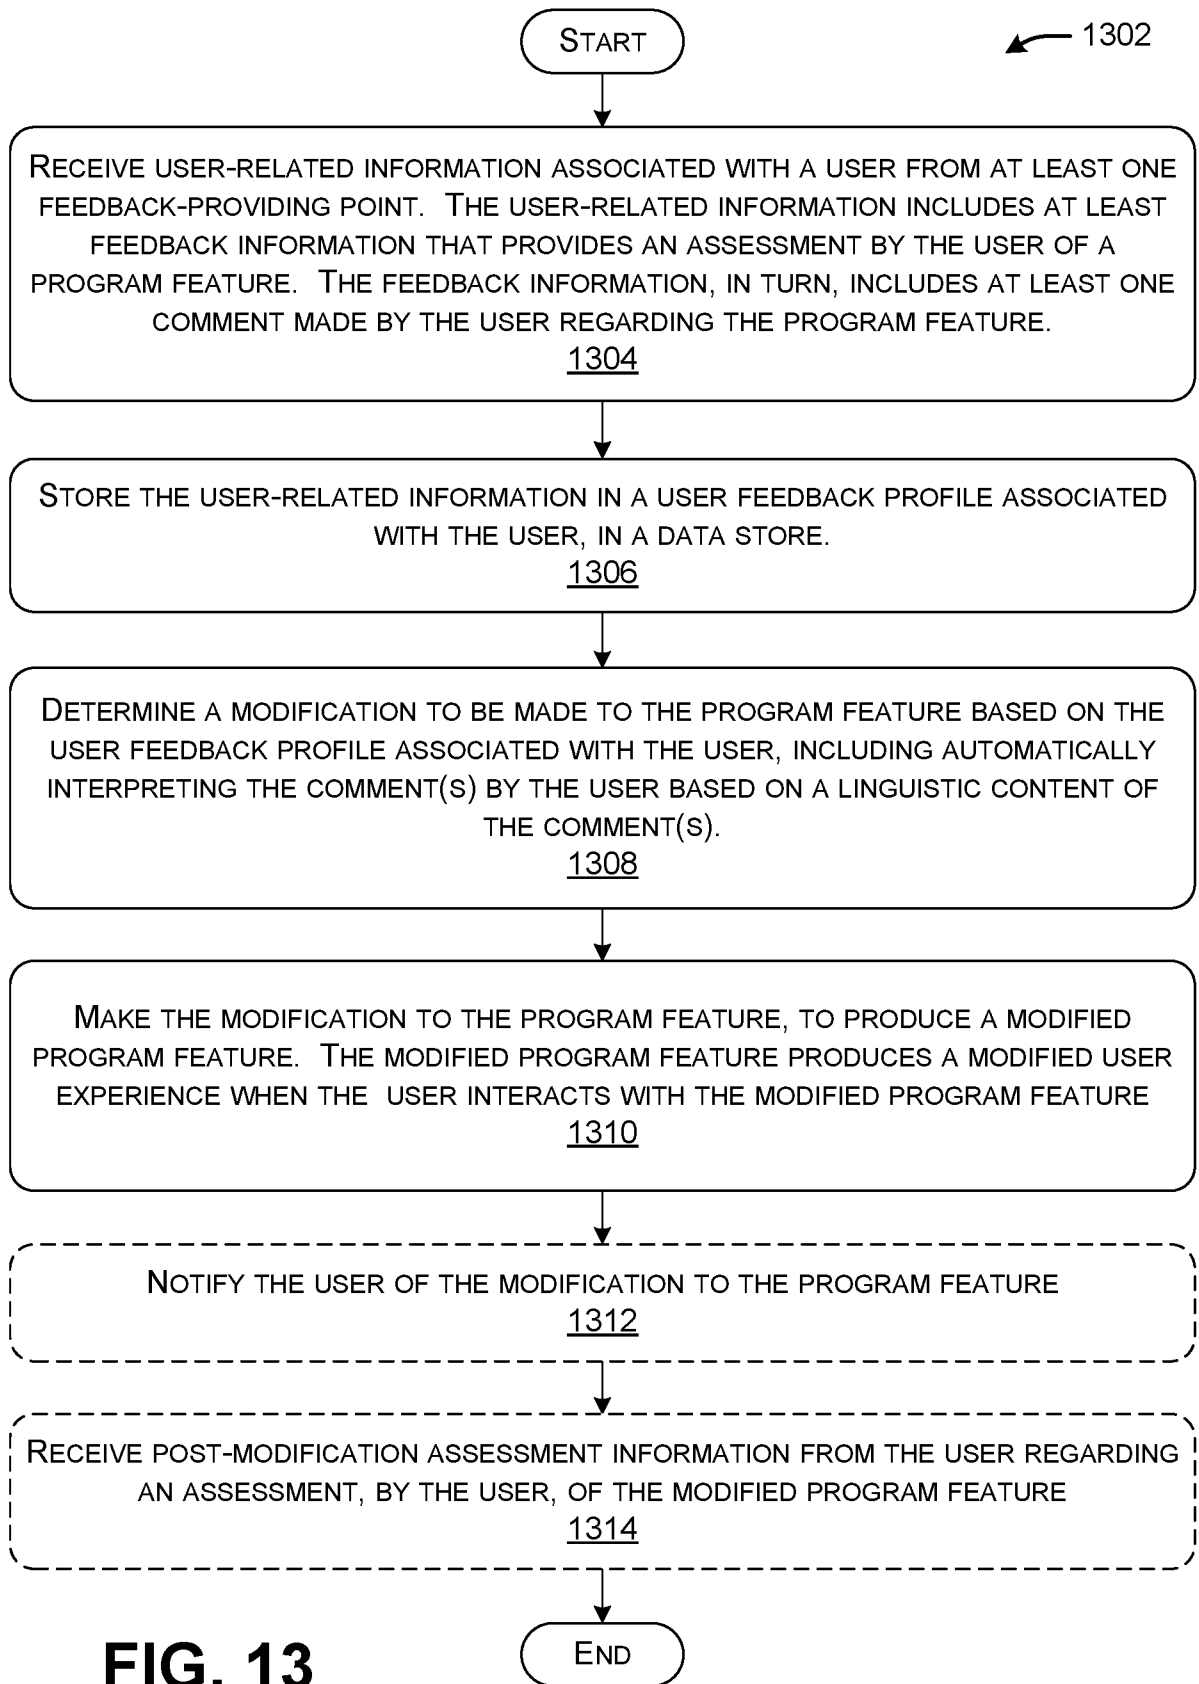 START
1302
RECEIVE USER-RELATED INFORMATION ASSOCIATED WITH A USER FROM AT LEAST ONE
FEEDBACK-PROVIDING POINT. THE USER-RELATED INFORMATION INCLUDES AT LEAST
FEEDBACK INFORMATION THAT PROVIDES AN ASSESSMENT BY THE USER OF A
PROGRAM FEATURE. THE FEEDBACK INFORMATION, IN TURN, INCLUDES AT LEAST ONE
COMMENT MADE BY THE USER REGARDING THE PROGRAM FEATURE.
1304
STORE THE USER-RELATED INFORMATION IN A USER FEEDBACK PROFILE ASSOCIATED
WITH THE USER, IN A DATA STORE.
1306
DETERMINE A MODIFICATION TO BE MADE TO THE PROGRAM FEATURE BASED ON THE
USER FEEDBACK PROFILE ASSOCIATED WITH THE USER, INCLUDING AUTOMATICALLY
INTERPRETING THE COMMENT(S) BY THE USER BASED ON A LINGUISTIC CONTENT OF
THE COMMENT(S).
1308
MAKE THE MODIFICATION TO THE PROGRAM FEATURE, TO PRODUCE A MODIFIED
PROGRAM FEATURE. THE MODIFIED PROGRAM FEATURE PRODUCES A MODIFIED USER
EXPERIENCE WHEN THE USER INTERACTS WITH THE MODIFIED PROGRAM FEATURE
1310
NOTIFY THE USER OF THE MODIFICATION TO THE PROGRAM FEATURE
1312
RECEIVE POST-MODIFICATION ASSESSMENT INFORMATION FROM THE USER REGARDING
AN ASSESSMENT, BY THE USER, OF THE MODIFIED PROGRAM FEATURE
1314
END
FIG. 13